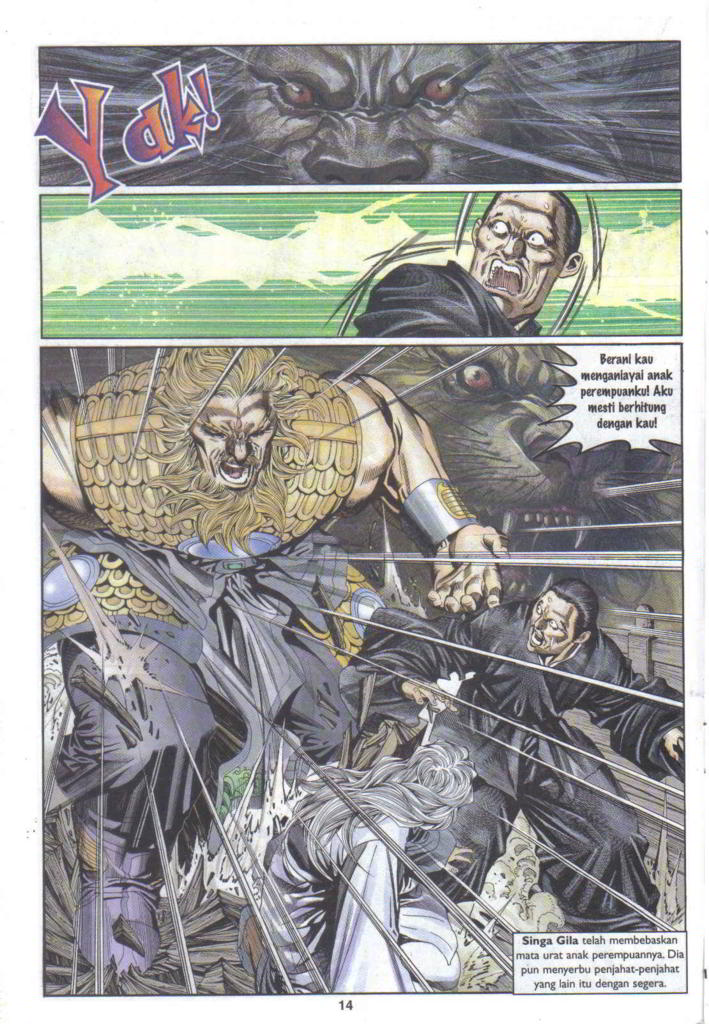 Yak!
Berani kau
menganiayai anak
perempuanku! Aku
mesti berhitung
dengan kau!
Singa Gila telah membebaskan
mata urat anak perempuannya. Dia
pun menyerbu penjahat-penjahat
yang lain itu dengan segera.
14